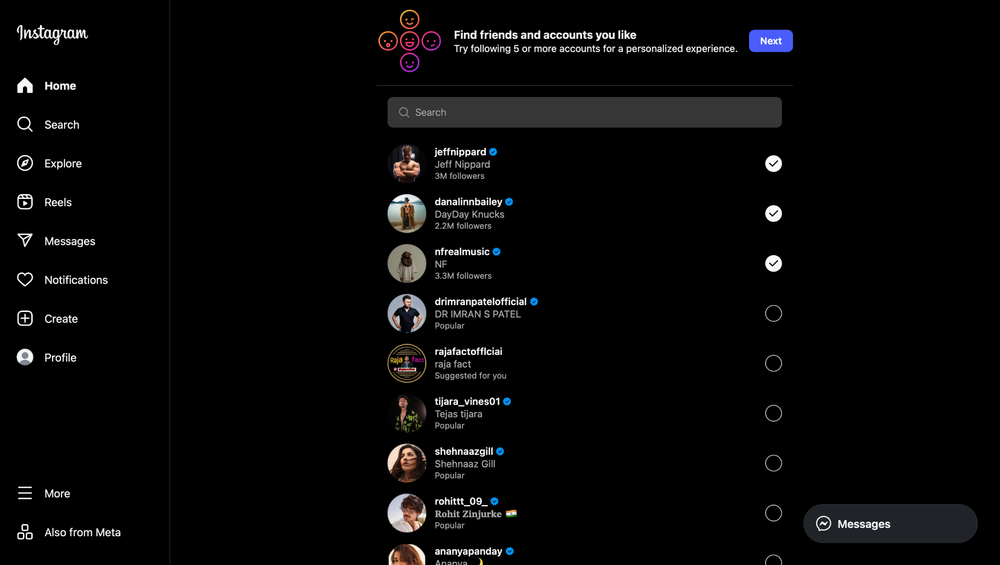 Instagram
Home
Search
Explore
Reels
Messages
Notifications
Create
Profile
More
Also from Meta
Find friends and accounts you like
Try following 5 or more accounts for a personalized experience.
Next
Search
jeffnippard
Jeff Nippard
3M followers
danalinnbailey
DayDay Knucks
2.2M followers
nfrealmusic
NF
3.3M followers
drimranpatelofficial
DR IMRAN S PATEL
Popular
rajafactofflciai
raja fact
Suggested for you
Raja fact
tijara_vines01
Tejas tijara
Popular
shehnaazgill
Shehnaaz Gill
Popular
rohittt_09_
𝐑𝐨𝐡𝐢𝐭 𝐙𝐢𝐧𝐣𝐮𝐫𝐤𝐞 🇮🇳
Popular
ananyapanday
Ananya 🌙
Messages